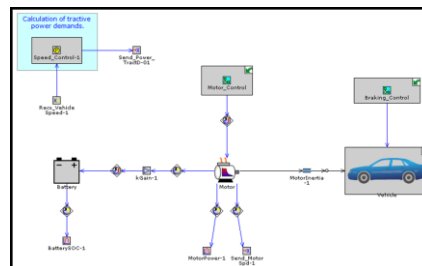 Calculation of tractive
power demands.
Speed_Control-1
Send_Power_
TracID-01
Recv_Vehicle
Speed-1
Motor_Control
Braking_Control
Battery
kGain-1
Motor
MotorInertia
-1
Vehicle
BatterySOC-1
MotorPower-1
Send_Motor
Spd-1